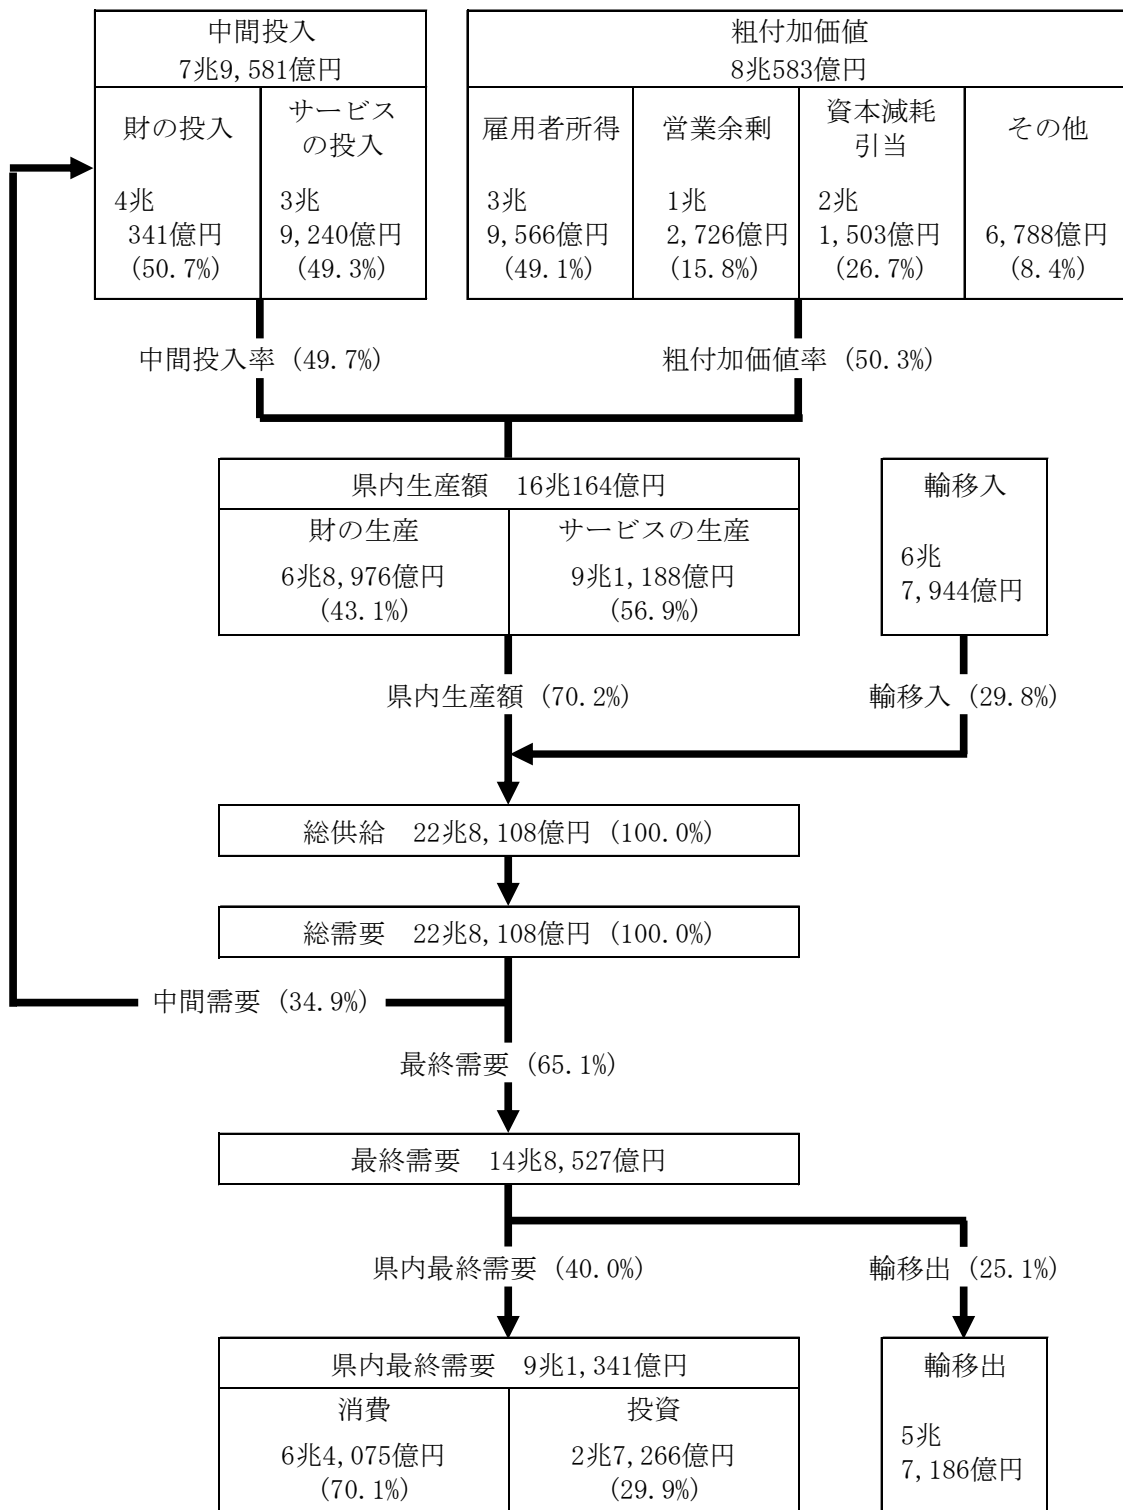 中間投入
7兆9,581億円
財の投入
4兆
341億円
(50.7%)
サービス
の投入
3兆
9,240億円
(49.3%)
粗付加価値
8兆583億円
雇用者所得
3兆
9,566億円
(49.1%)
営業余剰
1兆
2,726億円
(15.8%)
資本減耗
引当
2兆
1,503億円
(26.7%)
その他
6,788億円
(8.4%)
中間投入率 (49.7%)
粗付加価値率 (50.3%)
県内生産額 16兆164億円
財の生産
6兆8,976億円
(43.1%)
サービスの生産
9兆1,188億円
(56.9%)
輸移入
6兆
7,944億円
県内生産額 (70.2%)
輸移入 (29.8%)
総供給 22兆8,108億円 (100.0%)
総需要 22兆8,108億円 (100.0%)
中間需要 (34.9%)
最終需要 (65.1%)
最終需要 14兆8,527億円
県内最終需要 (40.0%)
輸移出 (25.1%)
県内最終需要 9兆1,341億円
消費
6兆4,075億円
(70.1%)
投資
2兆7,266億円
(29.9%)
輸移出
5兆
7,186億円